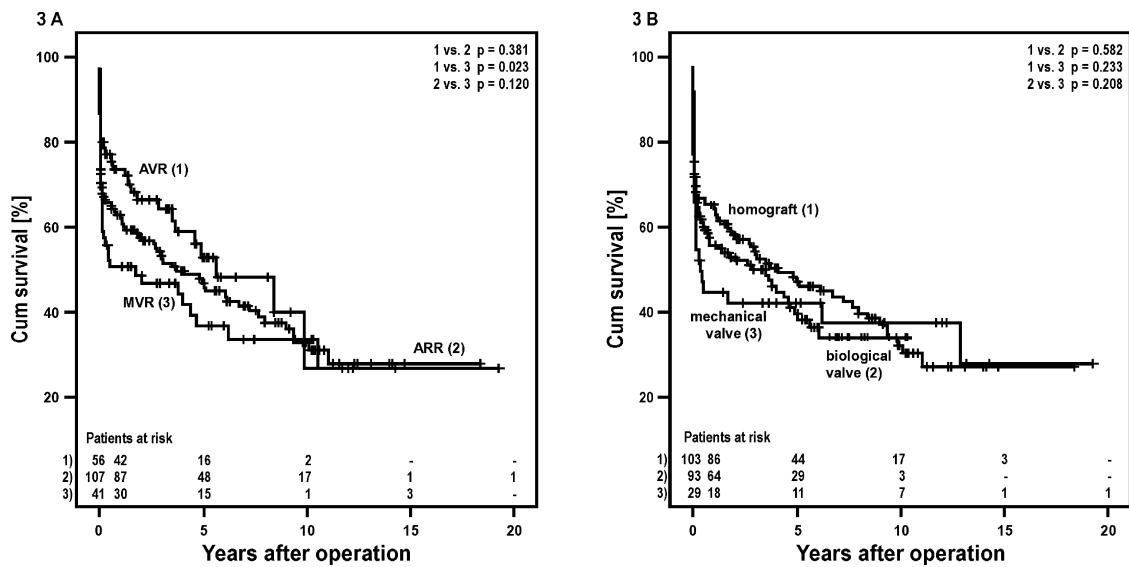 3 A
1 vs. 2 p = 0.381
1 vs. 3 p = 0.023
2 vs. 3 p = 0.120
100
80
60
40
20
Cum survival [%]
AVR (1)
MVR (3)
ARR (2)
Patients at risk
1) 56 42 16 2 - -
2) 107 87 48 17 1 1
3) 41 30 15 1 3 -
0 5 10 15 20
Years after operation
3 B
1 vs. 2 p = 0.582
1 vs. 3 p = 0.233
2 vs. 3 p = 0.208
100
80
60
40
20
Cum survival [%]
homograft (1)
mechanical
valve (3)
biological
valve (2)
Patients at risk
1) 103 86 44 17 3 -
2) 93 64 29 3 - -
3) 29 18 11 7 1 1
0 5 10 15 20
Years after operation